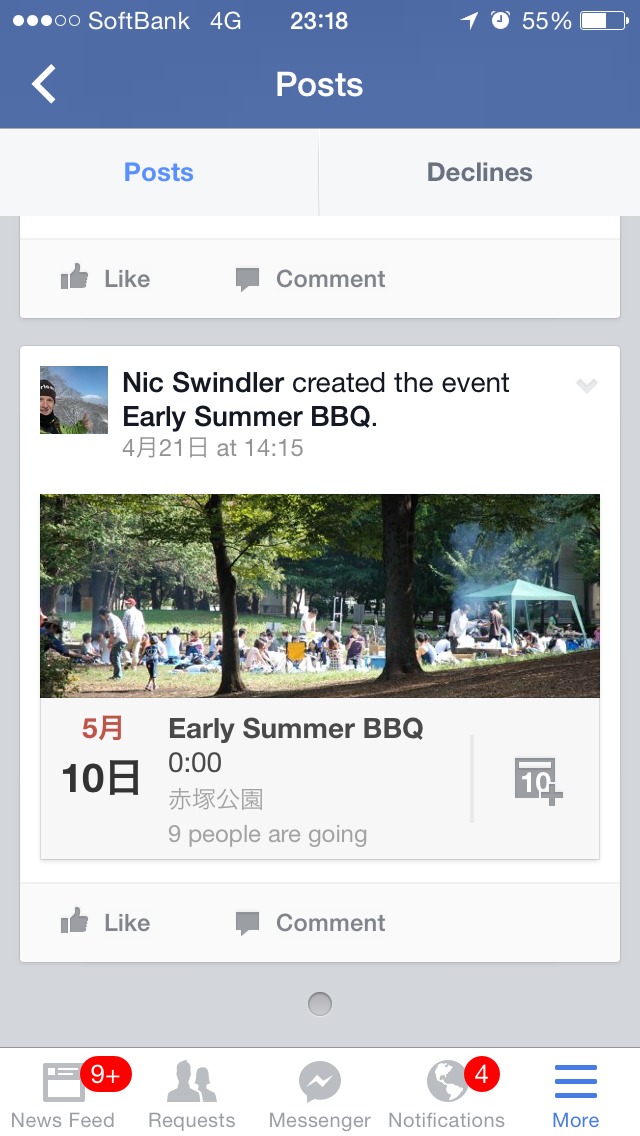 SoftBank 4G 23:18 55%
Posts
Posts Declines
Like Comment
Nic Swindler created the event
Early Summer BBQ.
4月21日 at 14:15
5月
10日
Early Summer BBQ
0:00
赤塚公園
9 people are going
10
Like Comment
9+ 4
News Feed Requests Messenger Notifications More